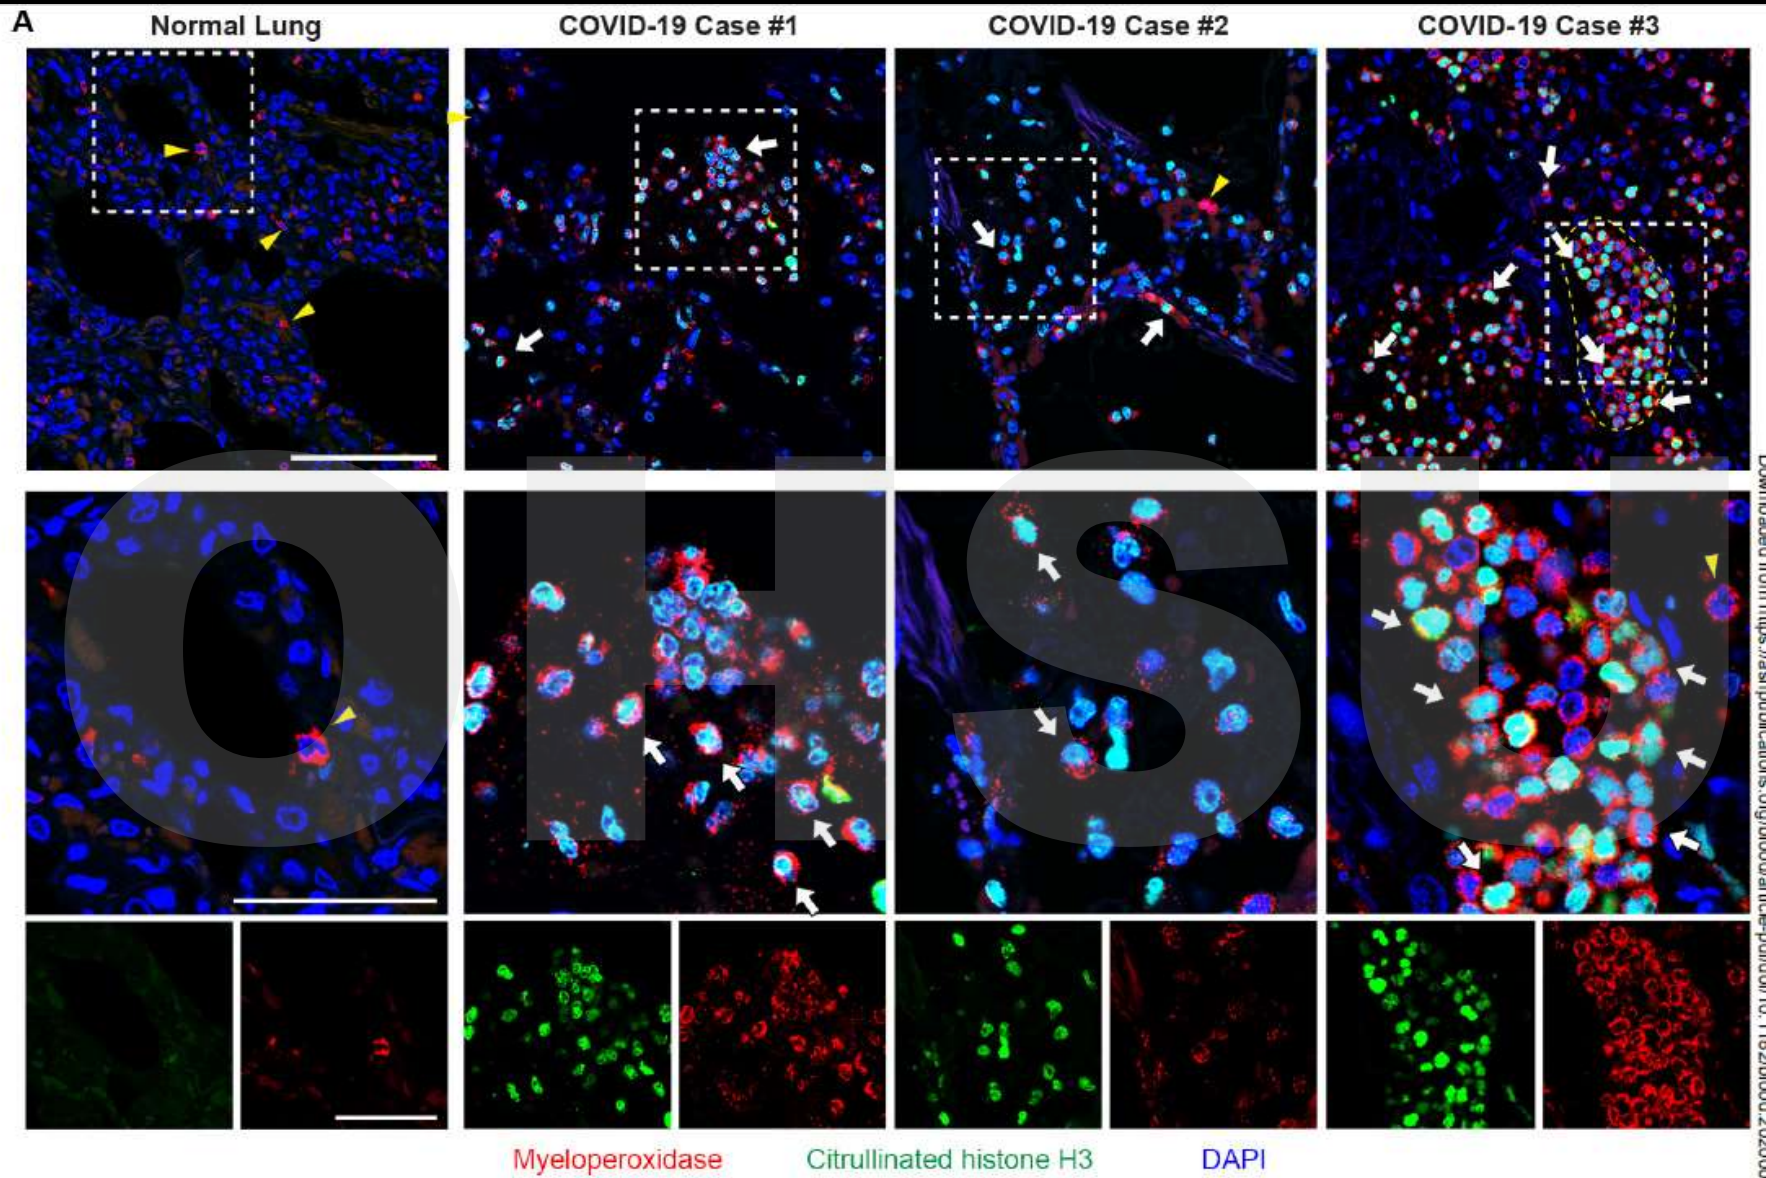 A
Normal Lung
COVID-19 Case #1
COVID-19 Case #2
COVID-19 Case #3
OHSU
Myeloperoxidase
Citrullinated histone H3
DAPI